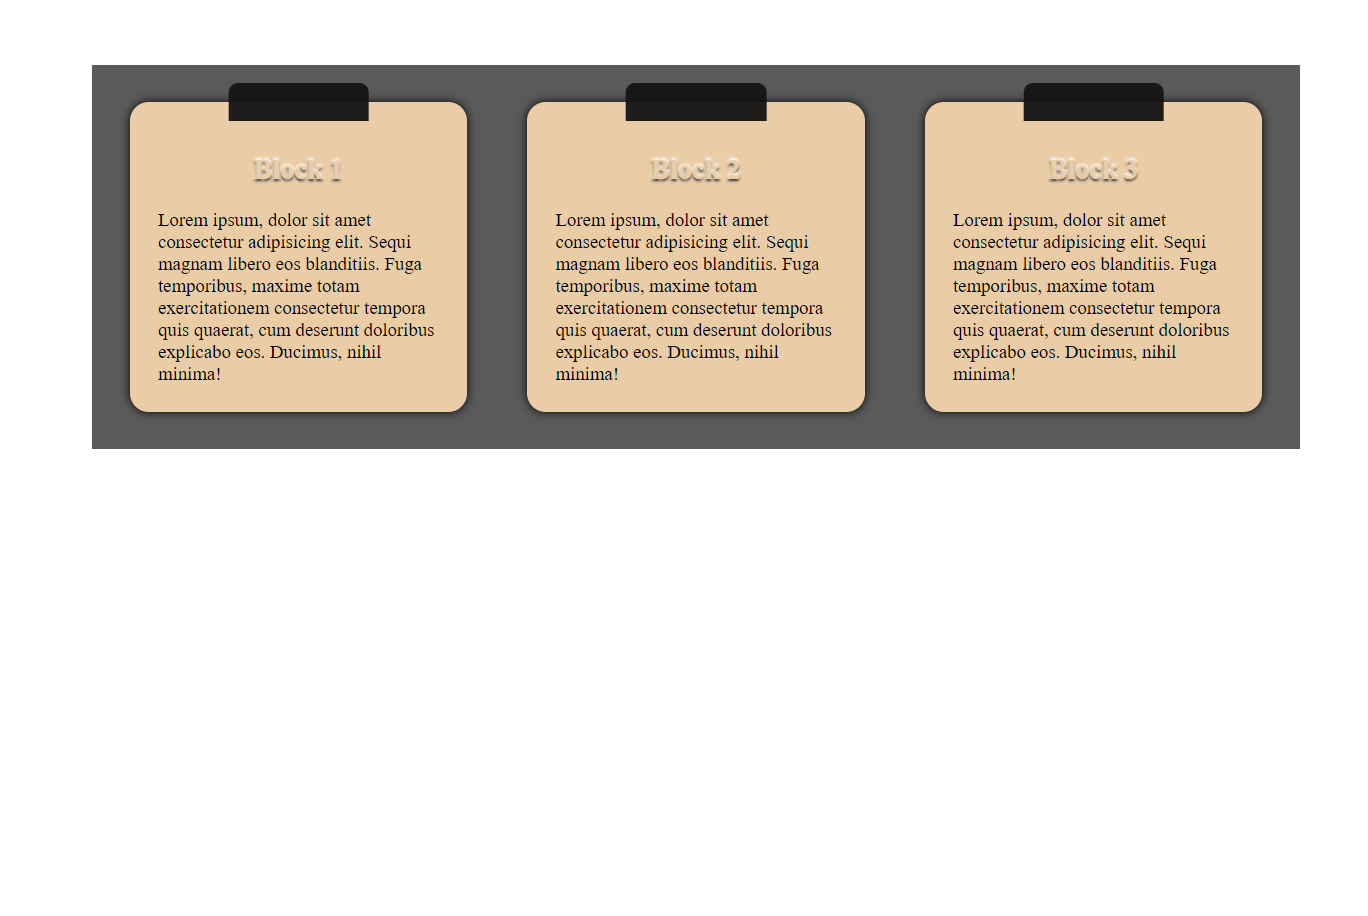 Block 1
Lorem ipsum, dolor sit amet
consectetur adipisicing elit. Sequi
magnam libero eos blanditiis. Fuga
temporibus, maxime totam
exercitationem consectetur tempora
quis quaerat, cum deserunt doloribus
explicabo eos. Ducimus, nihil
minima!
Block 2
Lorem ipsum, dolor sit amet
consectetur adipisicing elit. Sequi
magnam libero eos blanditiis. Fuga
temporibus, maxime totam
exercitationem consectetur tempora
quis quaerat, cum deserunt doloribus
explicabo eos. Ducimus, nihil
minima!
Block 3
Lorem ipsum, dolor sit amet
consectetur adipisicing elit. Sequi
magnam libero eos blanditiis. Fuga
temporibus, maxime totam
exercitationem consectetur tempora
quis quaerat, cum deserunt doloribus
explicabo eos. Ducimus, nihil
minima!